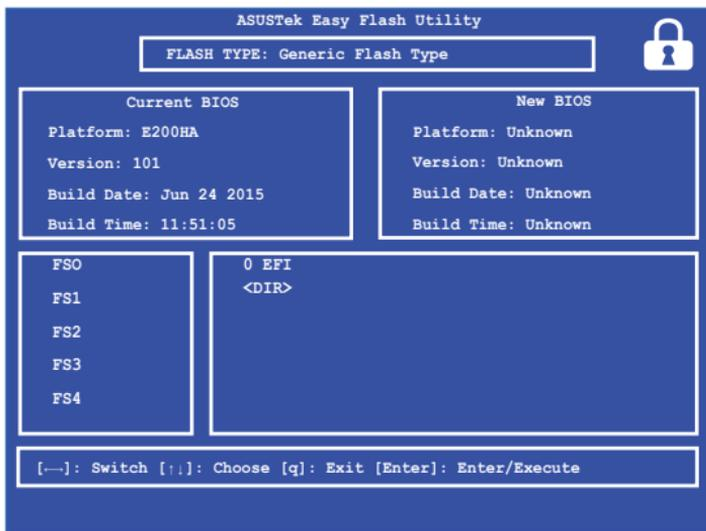 ASUSTek Easy Flash Utility
FLASH TYPE: Generic Flash Type
Current BIOS
Platform: E200HA
Version: 101
Build Date: Jun 24 2015
Build Time: 11:51:05
New BIOS
Platform: Unknown
Version: Unknown
Build Date: Unknown
Build Time: Unknown
FSO
FS1
FS2
FS3
FS4
0 EFI
<DIR>
[←→]: Switch [↑↓]: Choose [q]: Exit [Enter]: Enter/Execute